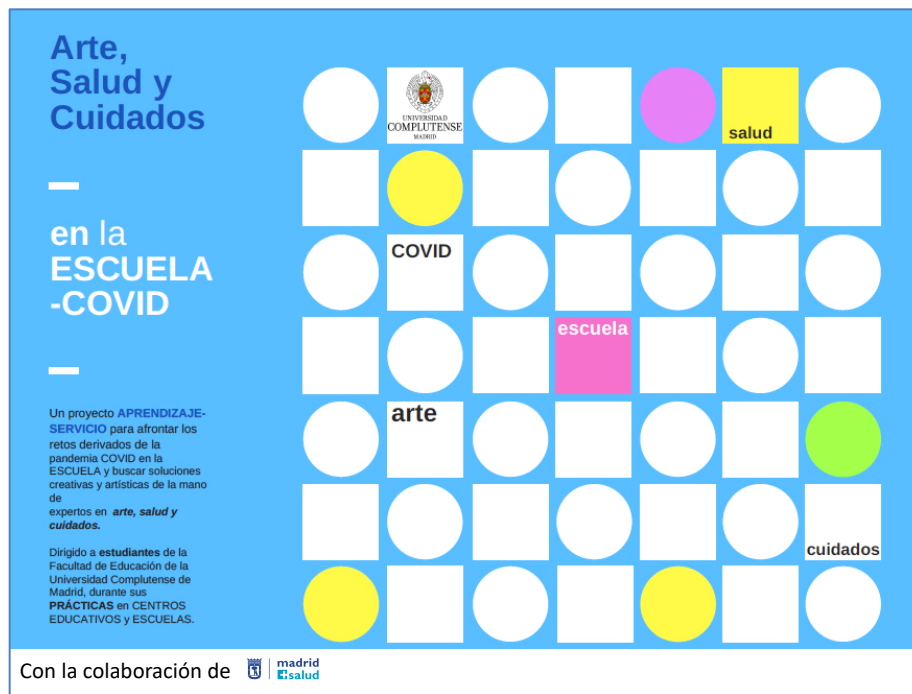 Arte,
Salud y
Cuidados
en la
ESCUELA
-COVID
Un proyecto APRENDIZAJE-
SERVICIO para afrontar los
retos derivados de la
pandemia COVID en la
ESCUELA y buscar soluciones
creativas y artísticas de la mano
de
expertos en arte, salud y
cuidados.
Dirigido a estudiantes de la
Facultad de Educación de la
Universidad Complutense de
Madrid, durante sus
PRÁCTICAS en CENTROS
EDUCATIVOS y ESCUELAS.
UNIVERSIDAD
COMPLUTENSE
MADRID
salud
COVID
escuela
arte
cuidados
Con la colaboración de
madrid
salud